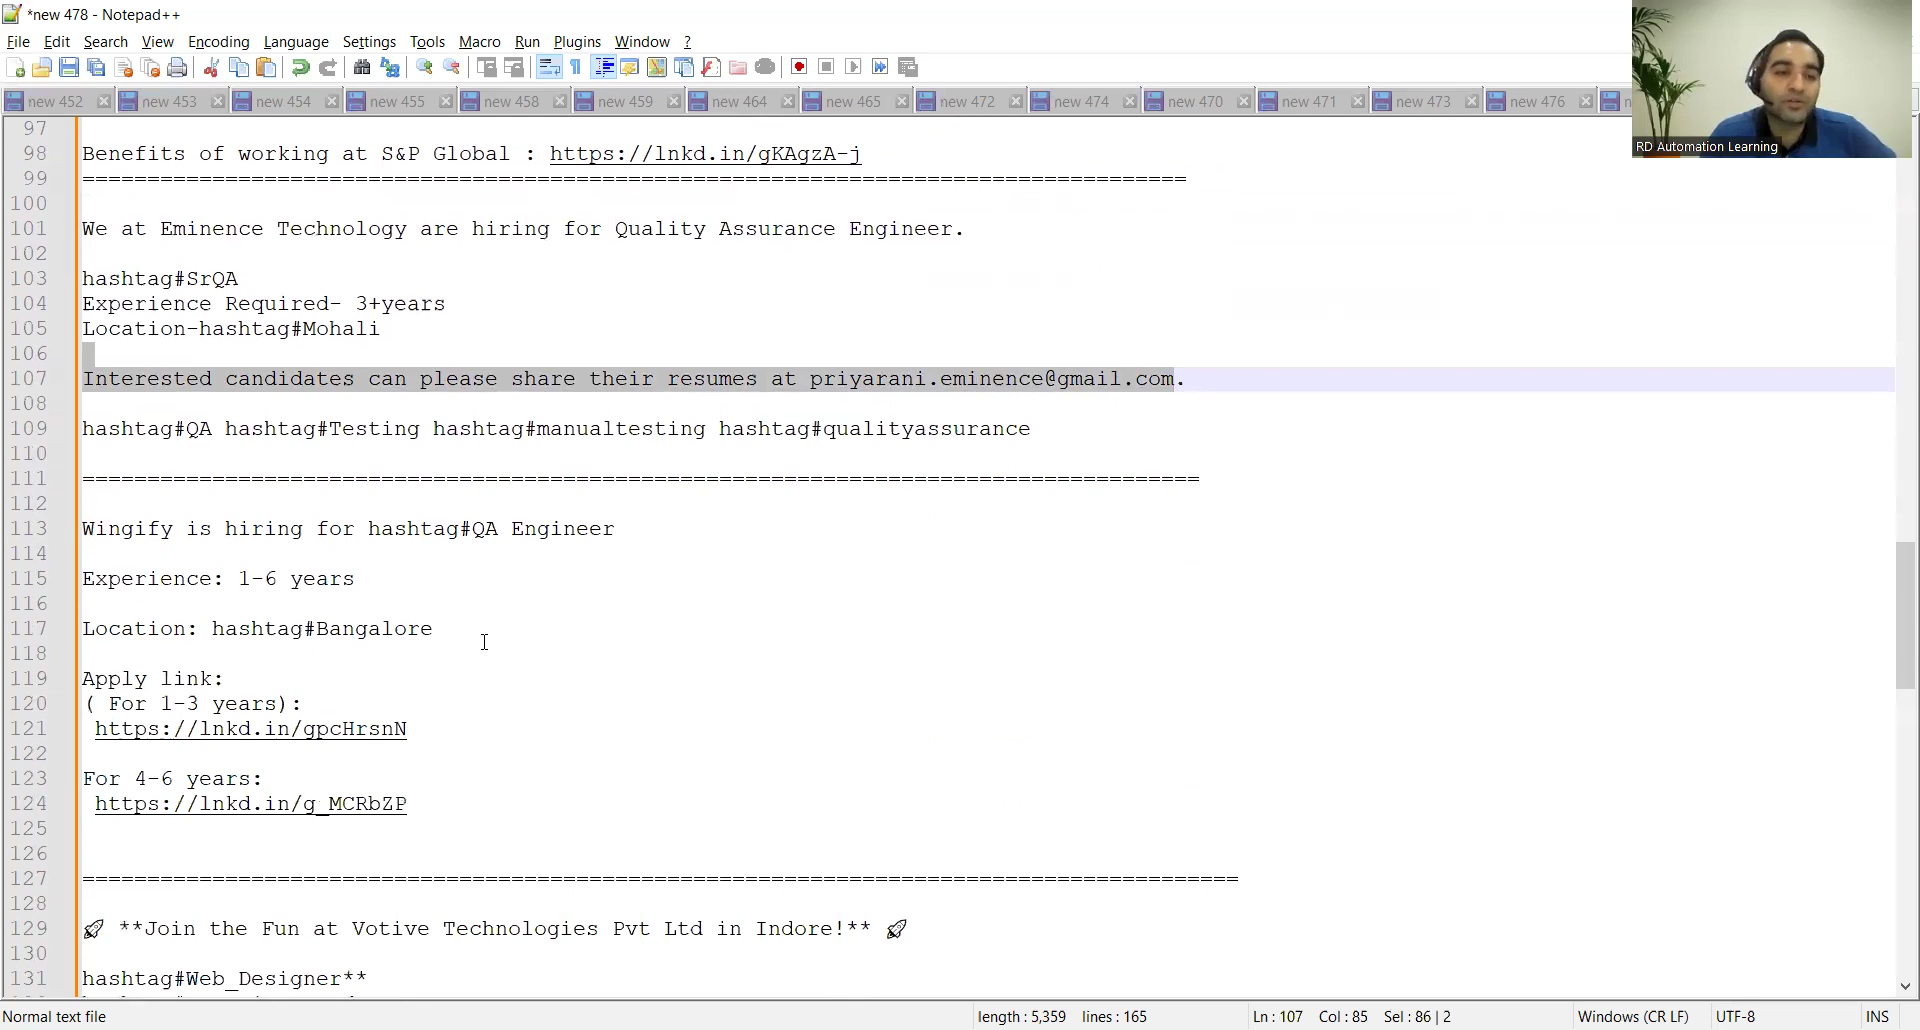 *new 478 - Notepad++
File Edit Search View Encoding Language Settings Tools Macro Run Plugins Window ?
new 452 new 453 new 454 new 455 new 458 new 459 new 464 new 465 new 472 new 474 new 470 new 471 new 473 new 476
RD Automation Learning
97
98 Benefits of working at S&P Global : https://lnkd.in/gKAgzA-j
99 =====================================================================================
100
101 We at Eminence Technology are hiring for Quality Assurance Engineer.
102
103 hashtag#SrQA
104 Experience Required- 3+years
105 Location-hashtag#Mohali
106
107 Interested candidates can please share their resumes at priyarani.eminence@gmail.com.
108
109 hashtag#QA hashtag#Testing hashtag#manualtesting hashtag#qualityassurance
110
111 ======================================================================================
112
113 Wingify is hiring for hashtag#QA Engineer
114
115 Experience: 1-6 years
116
117 Location: hashtag#Bangalore
118
119 Apply link:
120 ( For 1-3 years):
121 https://lnkd.in/gpcHrsnN
122
123 For 4-6 years:
124 https://lnkd.in/g_MCRbZP
125
126
127 =========================================================================================
128
129 🚀 **Join the Fun at Votive Technologies Pvt Ltd in Indore!** 🚀
130
131 hashtag#Web_Designer**
Normal text file length : 5,359 lines : 165 Ln : 107 Col : 85 Sel : 86 | 2 Windows (CR LF) UTF-8 INS